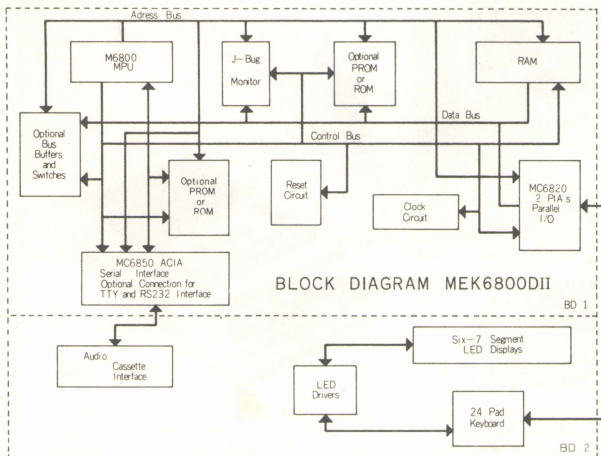 Adress Bus
M6800
MPU
J-Bug
Monitor
Optional
PROM
or
ROM
RAM
Optional
Bus
Buffers
and
Switches
Data Bus
Control Bus
Optional
PROM
or
ROM
Reset
Circuit
Clock
Circuit
MC6820
2 PIA s
Parallel
I/O
MC6850 ACIA
Serial Interface
Optional Connection for
TTY and RS232 Interface
BLOCK DIAGRAM MEK6800DII
BD 1
Audio
Cassette
Interface
Six-7 Segment
LED Displays
LED
Drivers
24 Pad
Keyboard
BD 2